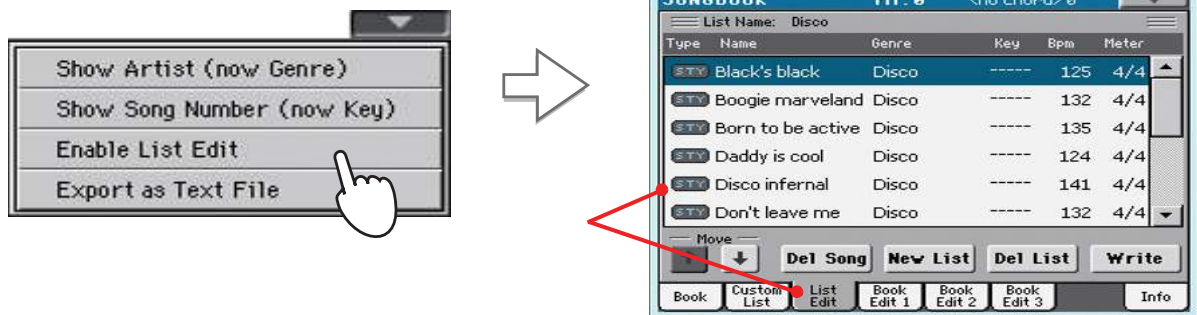 Show Artist (now Genre)
Show Song Number (now Key)
Enable List Edit
Export as Text File
List Name: Disco
Type Name Genre Key Bpm Meter
STY Black's black Disco ----- 125 4/4
STY Boogie marveland Disco ----- 132 4/4
STY Born to be active Disco ----- 135 4/4
STY Daddy is cool Disco ----- 124 4/4
STY Disco infernal Disco ----- 141 4/4
STY Don't leave me Disco ----- 132 4/4
Move
Del Song New List Del List Write
Book Custom List List Edit Book Edit 1 Book Edit 2 Book Edit 3 Info